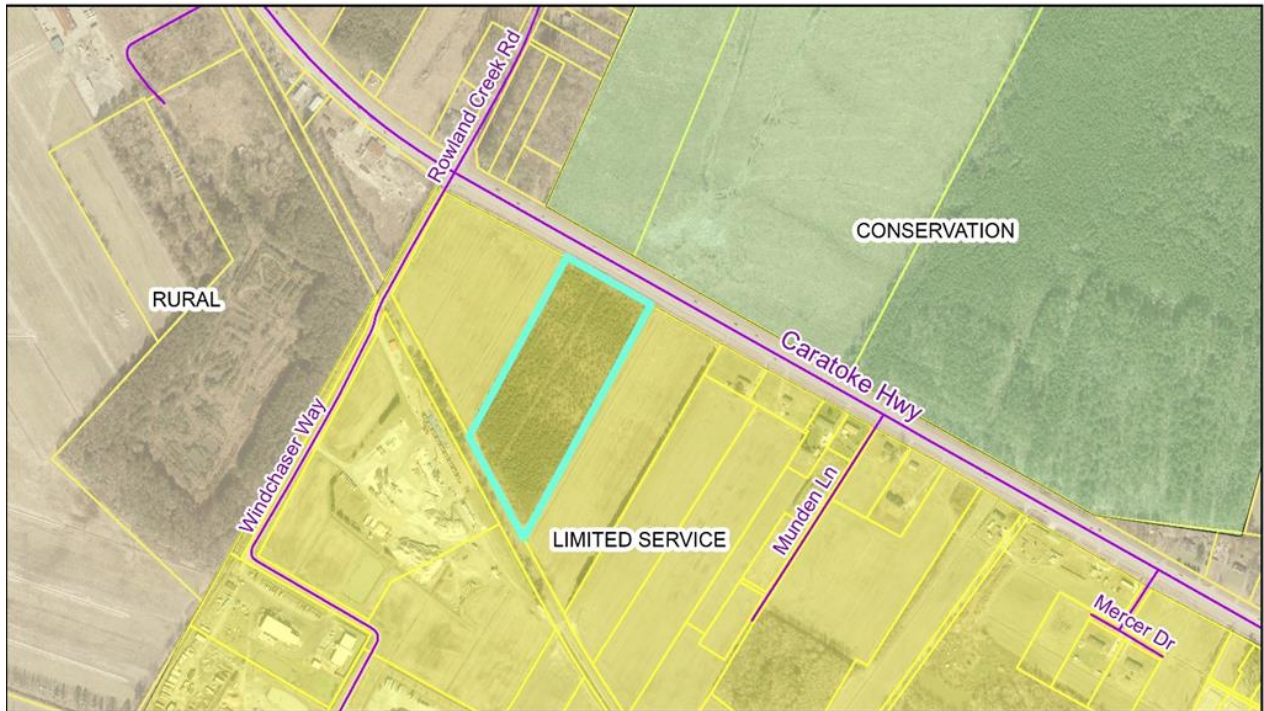 Rowland Creek Rd
CONSERVATION
RURAL
Caratoke Hwy
Windchaser Way
Munden Ln
LIMITED SERVICE
Mercer Dr